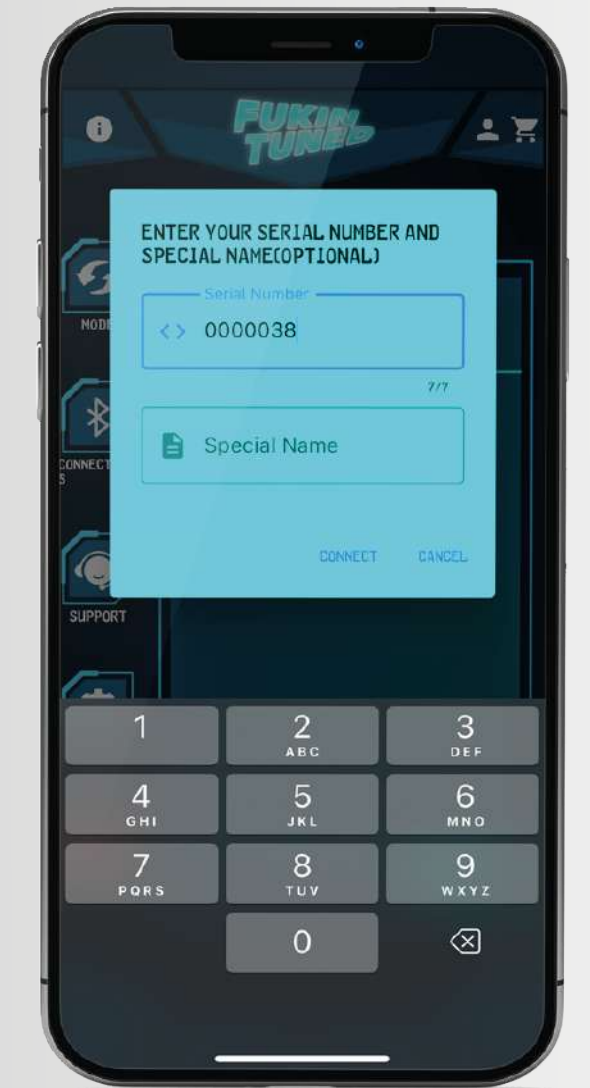 FUKIN
TUNED
ENTER YOUR SERIAL NUMBER AND
SPECIAL NAME(OPTIONAL)
Serial Number
<> 0000038
7/7
Special Name
CONNECT CANCEL
MODE
CONNECT
S
SUPPORT
1
2
ABC
3
DEF
4
GHI
5
JKL
6
MNO
7
PQRS
8
TUV
9
WXYZ
0